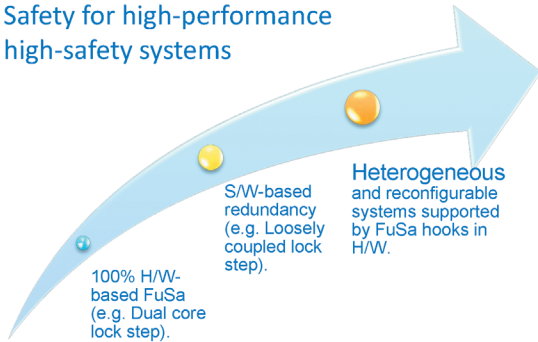 Safety for high-performance
high-safety systems
Heterogeneous
and reconfigurable
systems supported
by FuSa hooks in
H/W.
S/W-based
redundancy
(e.g. Loosely
coupled lock
step).
100% H/W-
based FuSa
(e.g. Dual core
lock step).